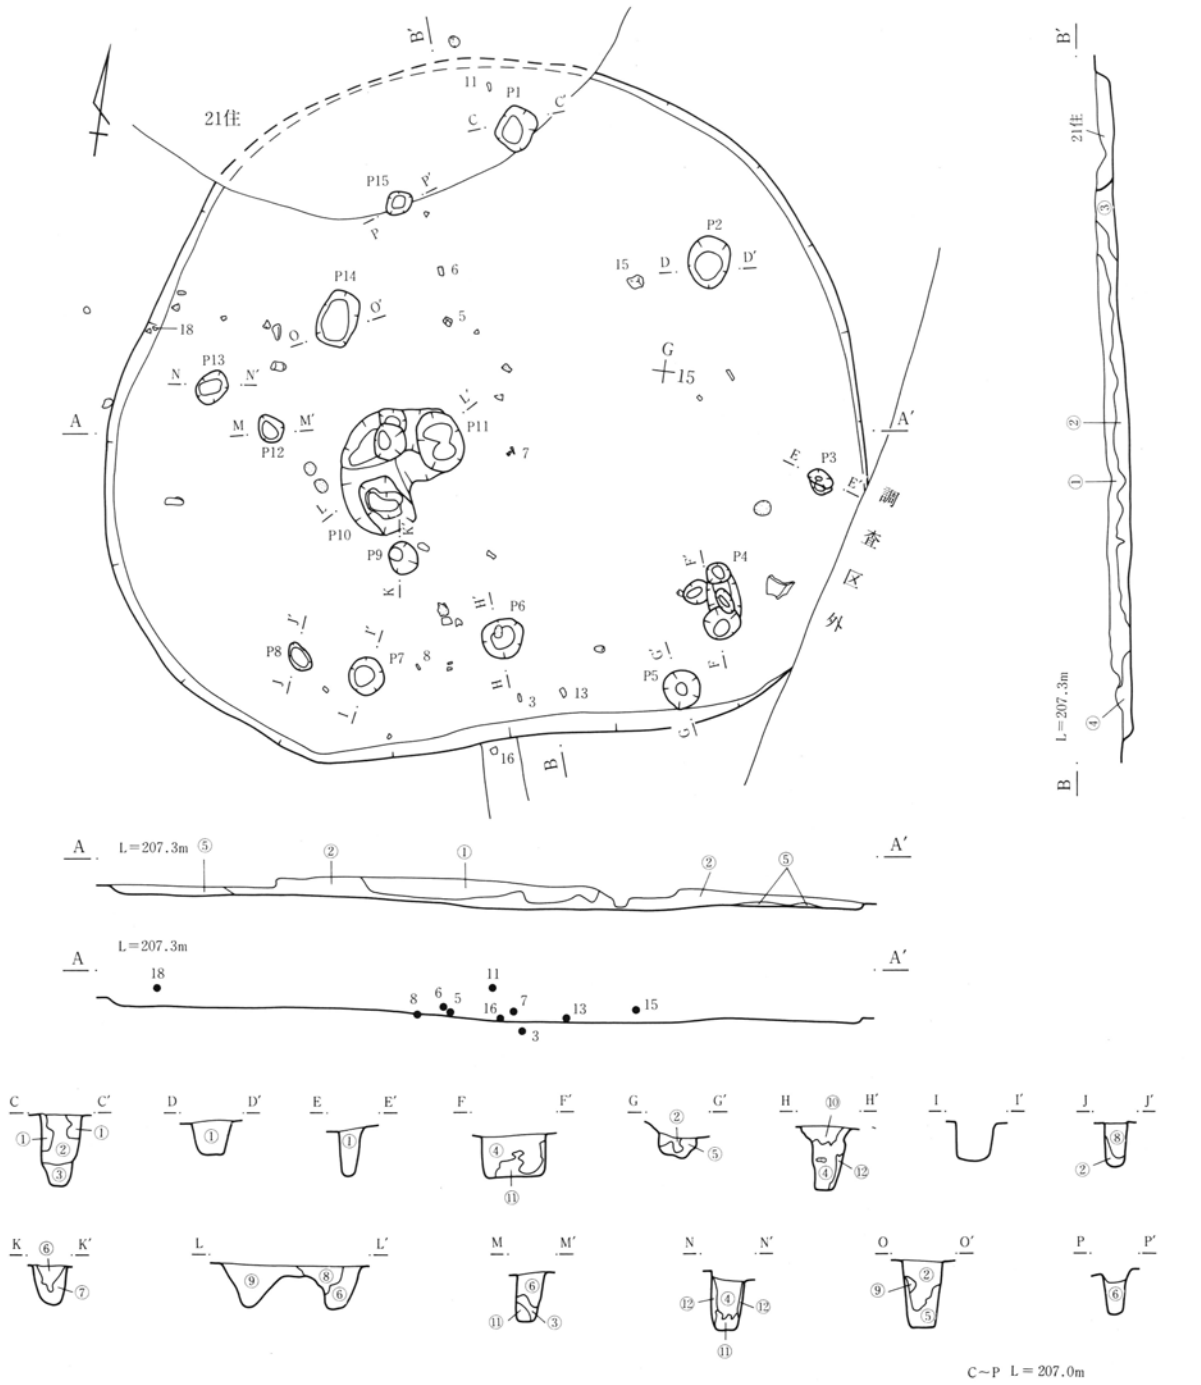 B′
11
P1
C′
C
21住
P15
P′
P
P2
15
D
D′
6
P14
O′
O
5
18
P13
N
N′
G
15
L′
A
M
M′
P12
P11
A′
7
E
P3
E′
L
P10
K′
P9
K
調査区外
F′
P4
H′
P6
J′
P8
J
I′
P7
I
8
H
3
13
G′
P5
F
G
16
B
B′
21住
③
②
①
L=207.3m
④
B
A
L=207.3m
⑤
②
①
②
⑤
A′
L=207.3m
A
A′
18
11
6
5
8
16
7
13
15
3
C
C′
D
D′
E
E′
F
F′
G
G′
H
H′
I
I′
J
J′
①
①
②
③
①
①
④
⑪
②
⑤
⑩
④
⑫
⑧
②
K
K′
L
L′
M
M′
N
N′
O
O′
P
P′
⑥
⑦
⑨
⑧
⑥
⑥
⑪
③
⑫
④
⑫
⑪
②
⑨
⑤
⑥
C~P L=207.0m